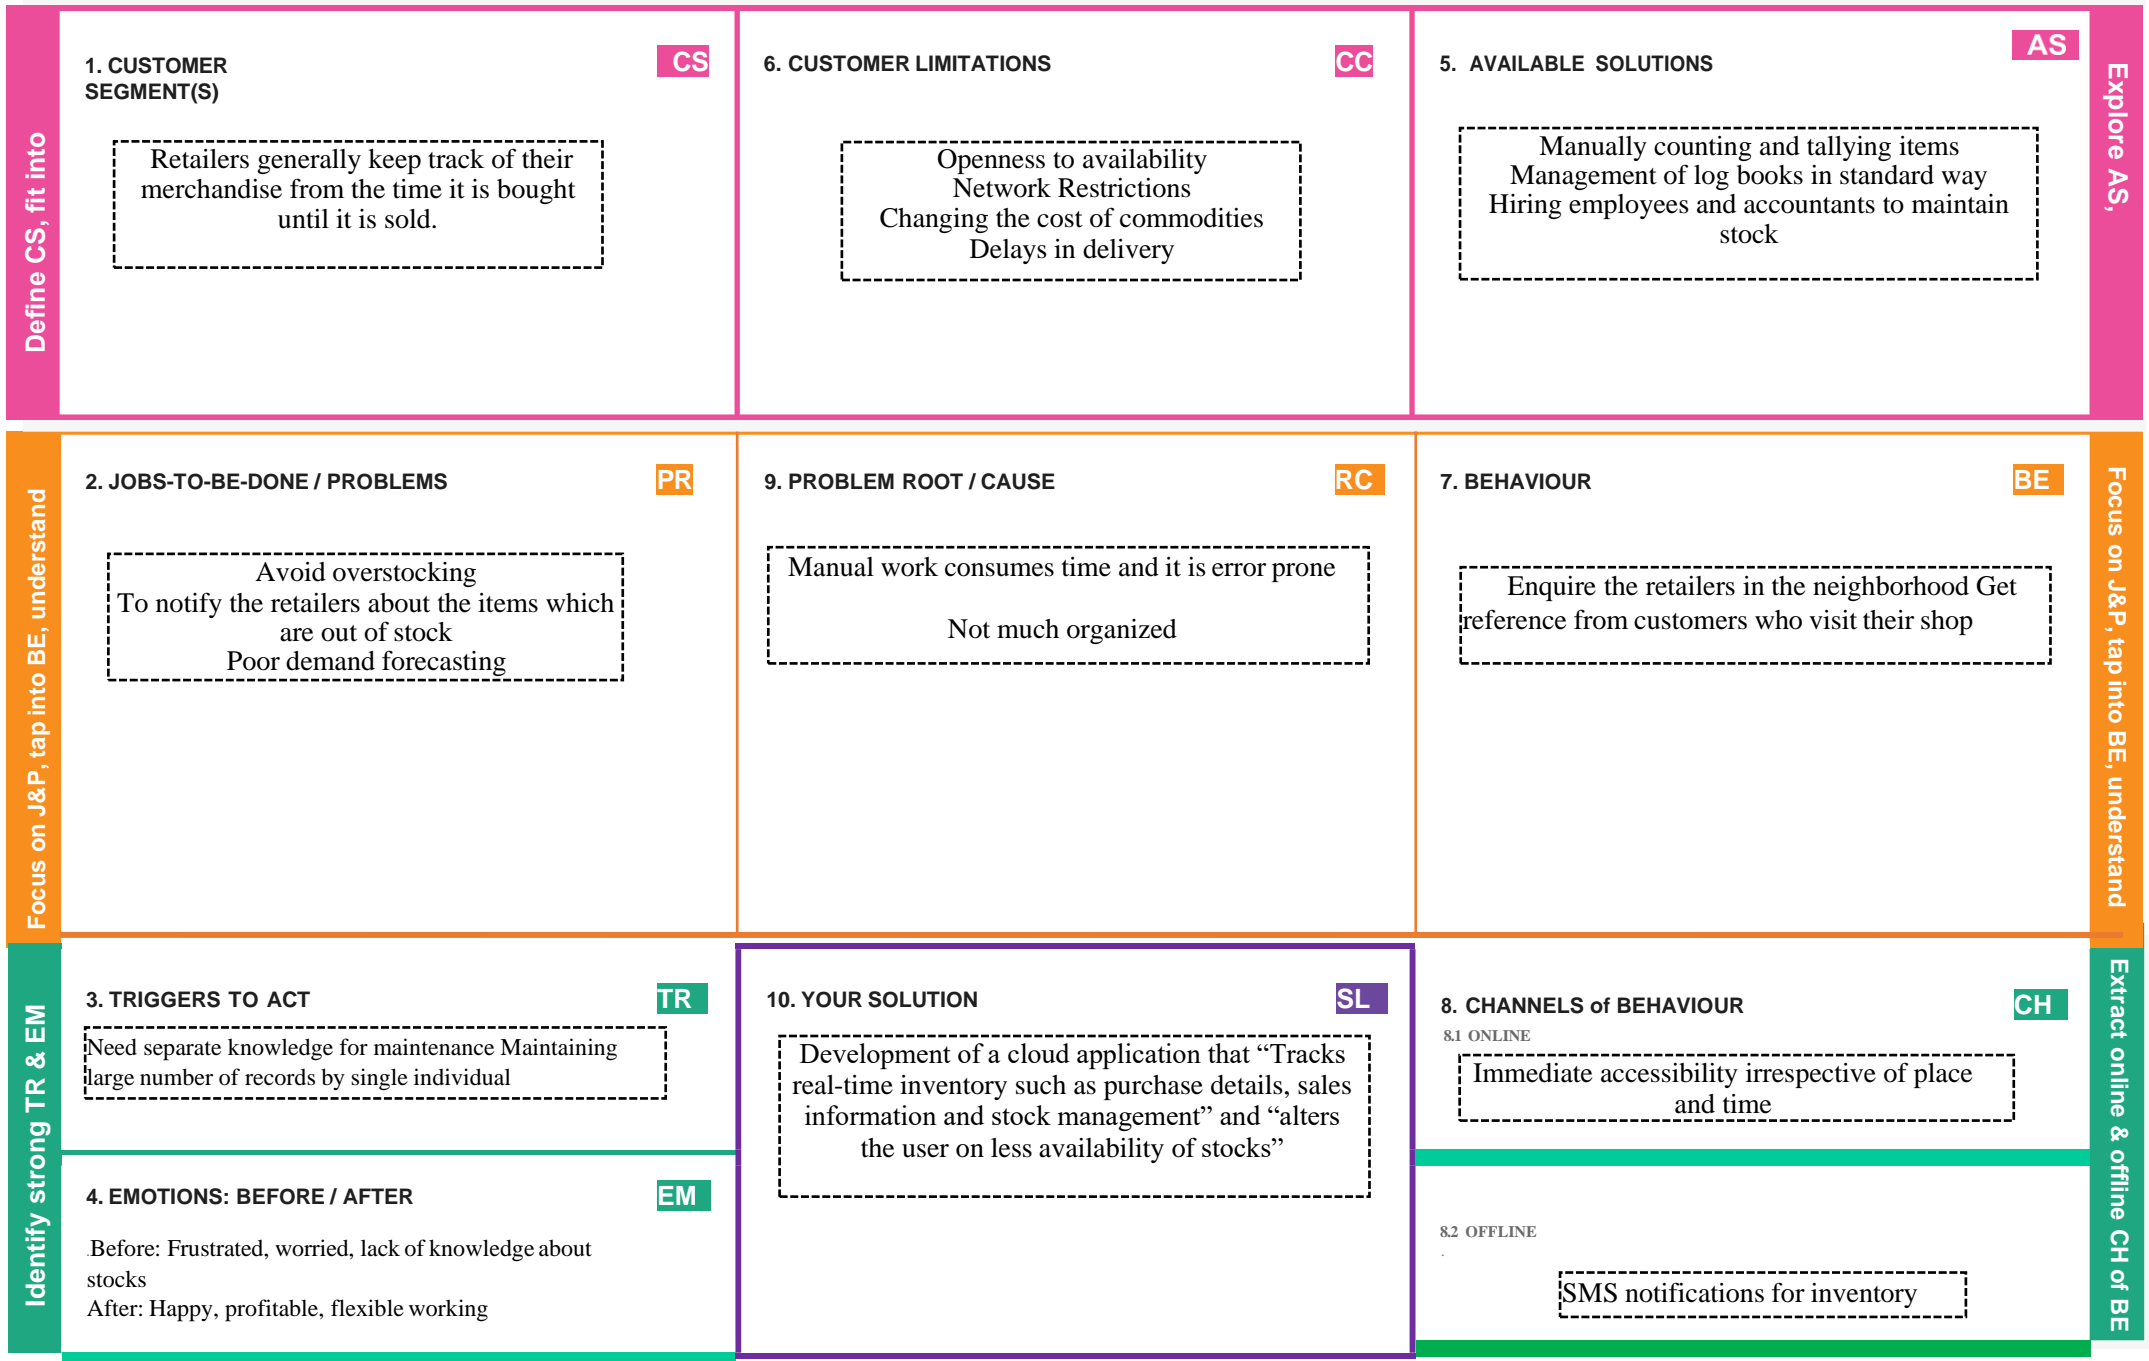 Define CS, fit into
1. CUSTOMER
SEGMENT(S)
CS
Retailers generally keep track of their
merchandise from the time it is bought
until it is sold.
6. CUSTOMER LIMITATIONS
CC
Openness to availability
Network Restrictions
Changing the cost of commodities
Delays in delivery
5. AVAILABLE SOLUTIONS
AS
Manually counting and tallying items
Management of log books in standard way
Hiring employees and accountants to maintain
stock
Explore AS,
Focus on J&P, tap into BE, understand
2. JOBS-TO-BE-DONE / PROBLEMS
PR
Avoid overstocking
To notify the retailers about the items which
are out of stock
Poor demand forecasting
9. PROBLEM ROOT / CAUSE
RC
Manual work consumes time and it is error prone
Not much organized
7. BEHAVIOUR
BE
Enquire the retailers in the neighborhood Get
reference from customers who visit their shop
Focus on J&P, tap into BE, understand
Identify strong TR & EM
3. TRIGGERS TO ACT
TR
Need separate knowledge for maintenance Maintaining
large number of records by single individual
4. EMOTIONS: BEFORE / AFTER
EM
.Before: Frustrated, worried, lack of knowledge about
stocks
After: Happy, profitable, flexible working
10. YOUR SOLUTION
SL
Development of a cloud application that “Tracks
real-time inventory such as purchase details, sales
information and stock management” and “alters
the user on less availability of stocks”
8. CHANNELS of BEHAVIOUR
CH
8.1 ONLINE
Immediate accessibility irrespective of place
and time
8.2 OFFLINE
.
SMS notifications for inventory
Extract online & offline CH of BE